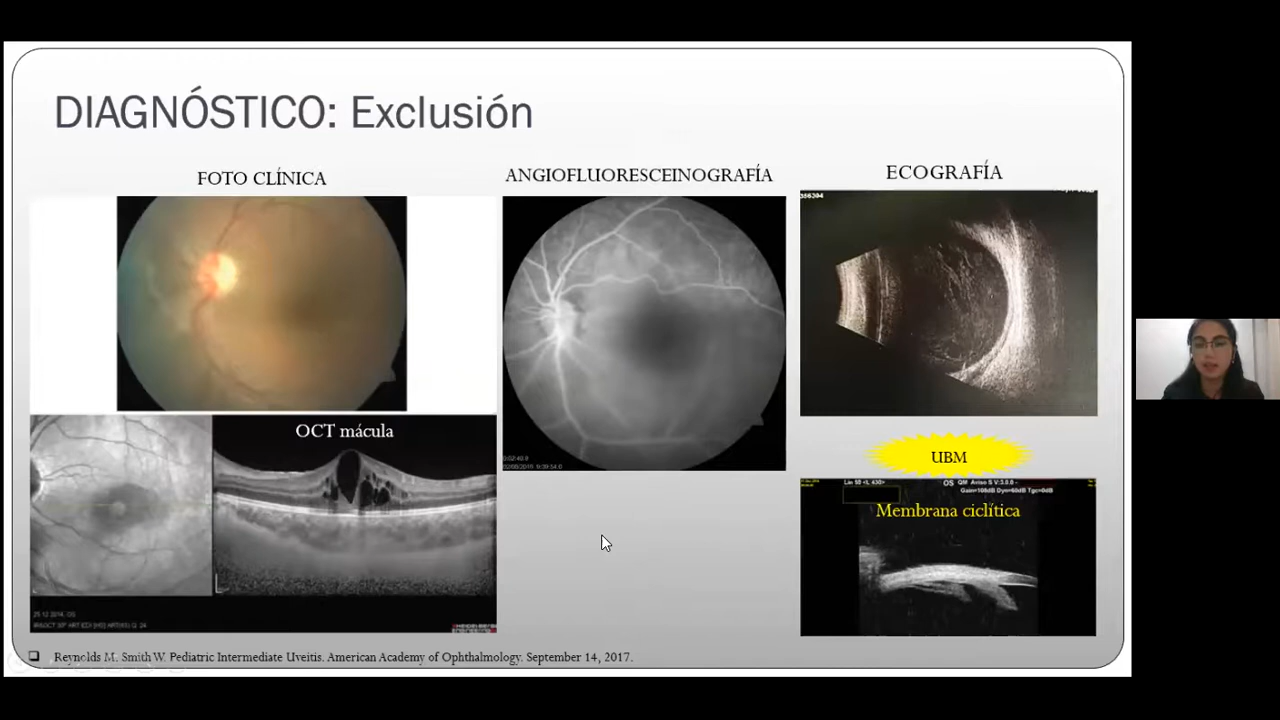 DIAGNÓSTICO: Exclusión
FOTO CLÍNICA
ANGIOFLUORESCEINOGRAFÍA
ECOGRAFÍA
OCT mácula
UBM
OS
Membrana ciclítica
Reynolds M. Smith W. Pediatric Intermediate Uveitis. American Academy of Ophthalmology. September 14, 2017.